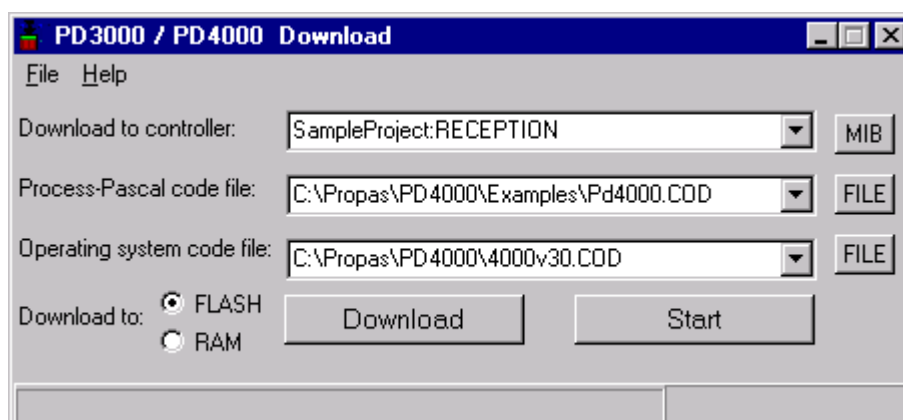 PD3000 / PD4000 Download
File Help
Download to controller: SampleProject:RECEPTION MIB
Process-Pascal code file: C:\Propas\PD4000\Examples\Pd4000.COD FILE
Operating system code file: C:\Propas\PD4000\4000v30.COD FILE
Download to: FLASH Download Start
RAM